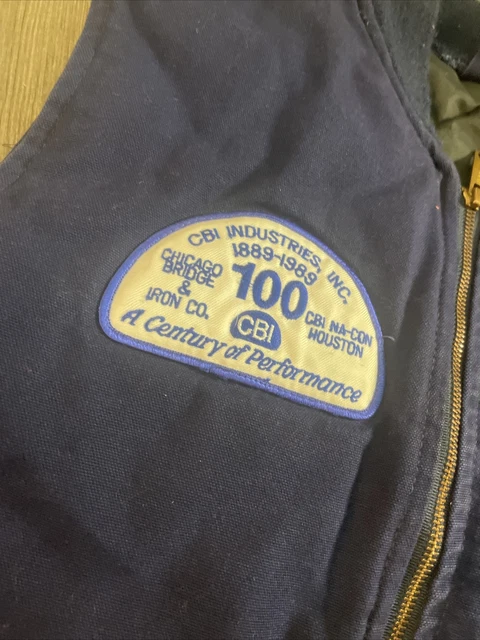 CBI INDUSTRIES, INC.
1889-1989
CHICAGO
BRIDGE
&
IRON CO.
100
CBI NA-CON
HOUSTON
CBI
A Century of Performance